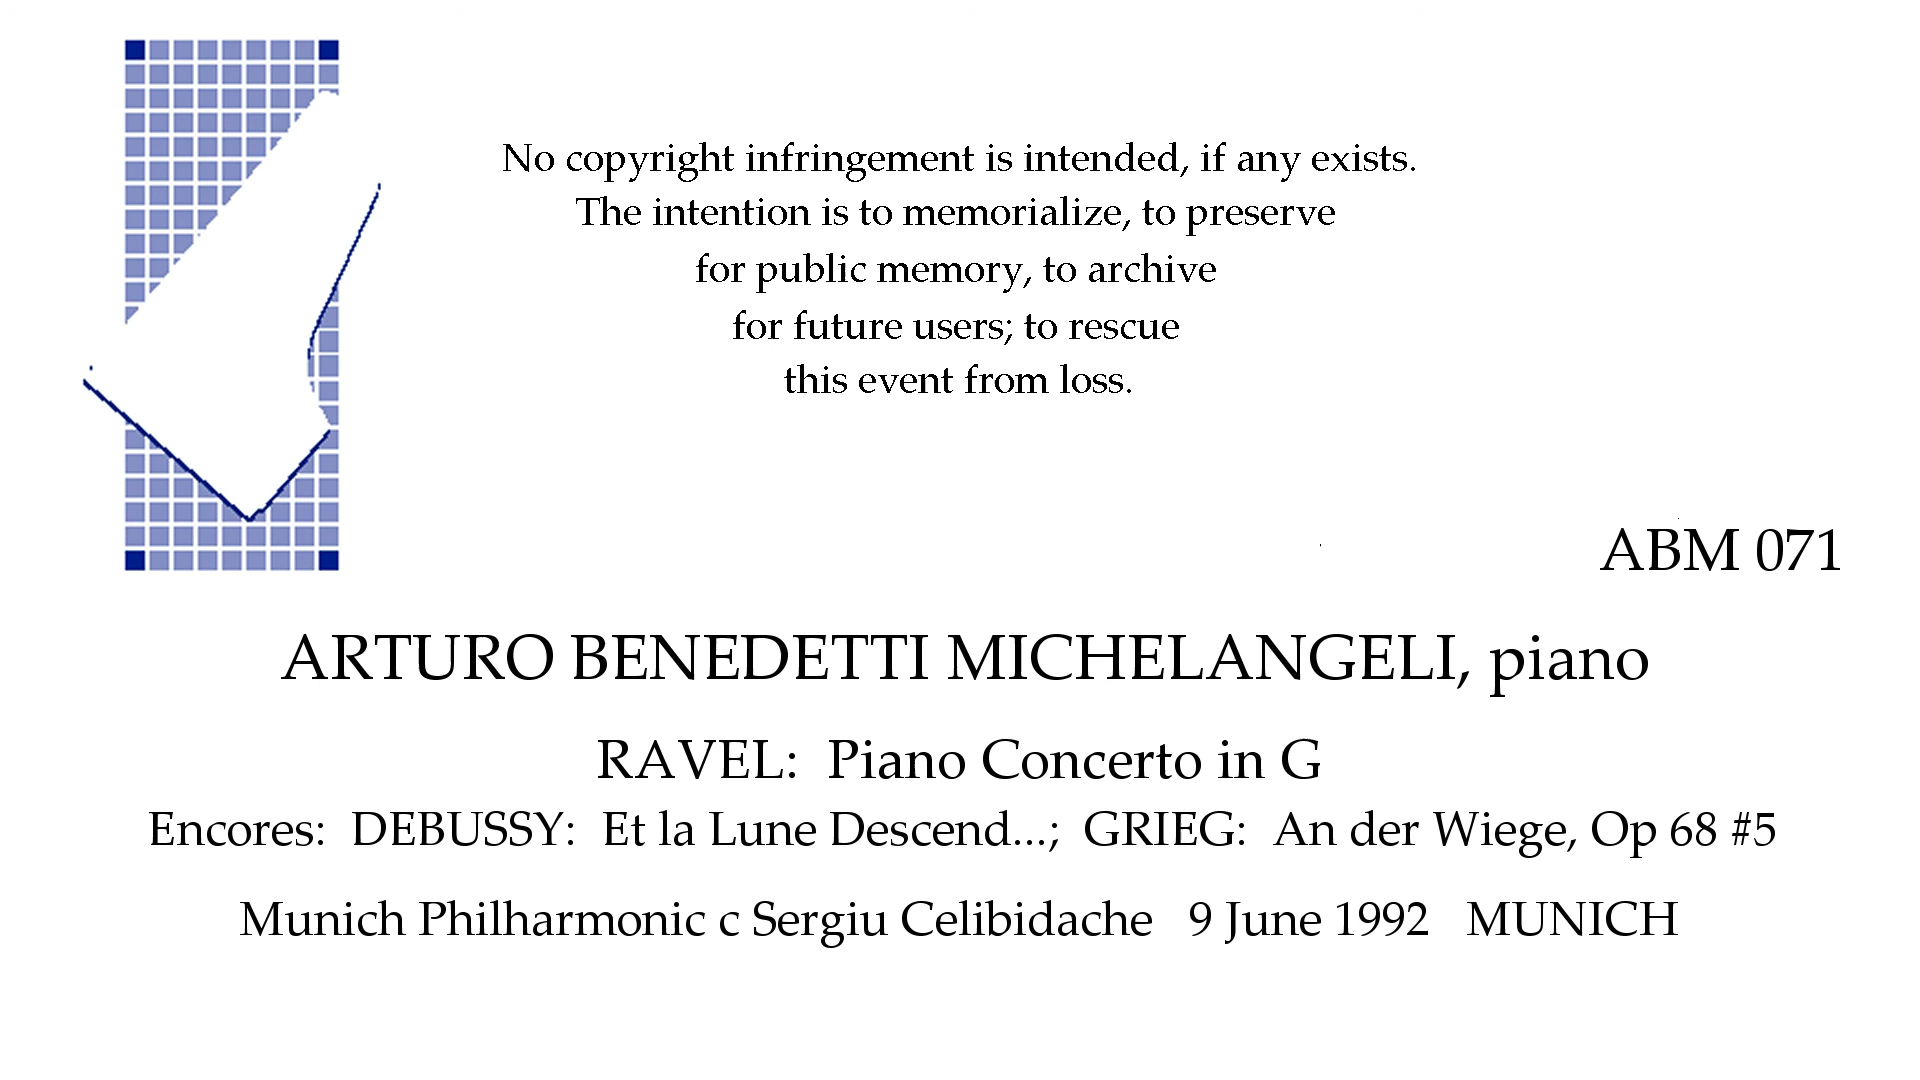 No copyright infringement is intended, if any exists.
The intention is to memorialize, to preserve
for public memory, to archive
for future users; to rescue
this event from loss.
ABM 071
ARTURO BENEDETTI MICHELANGELI, piano
RAVEL:  Piano Concerto in G
Encores:  DEBUSSY:  Et la Lune Descend...;  GRIEG:  An der Wiege, Op 68 #5
Munich Philharmonic c Sergiu Celibidache   9 June 1992   MUNICH